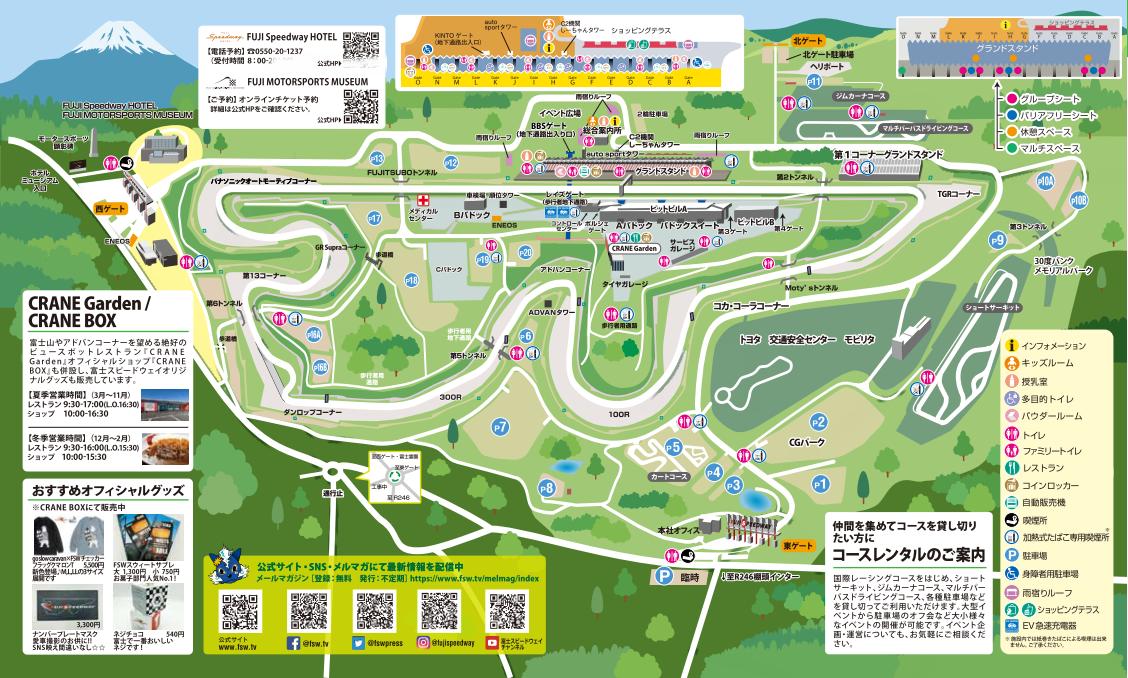 FUJI Speedway HOTEL
【電話予約】☎0550-20-1237
公式HP
FUJI MOTORSPORTS MUSEUM
【ご予約】オンラインチケット予約
詳細は公式HPをご確認ください。
公式HP
KINTO ゲート
(地下通路出入口)
auto
sportタワー
C2機関
しーちゃんタワー
ショッピングテラス
Gate
O N M L K J I H G F E D C B A
ショッピングテラス
グランドスタンド
グループシート
バリアフリーシート
休憩スペース
マルチスペース
北ゲート
北ゲート駐車場
ヘリポート
P11
ジムカーナコース
マルチパーパスドライビングコース
FUJI Speedway HOTEL
FUJI MOTORSPORTS MUSEUM
モータースポーツ
顕彰碑
ホテル
ミュージアム
入口
西ゲート
ENEOS
雨宿りルーフ
イベント広場
2輪駐車場
BBSゲート
(地下通路出入り口)
総合案内所
雨宿りルーフ
C2機関
しーちゃんタワー
雨宿りルーフ
auto sportタワー
グランドスタンド
第1コーナーグランドスタンド
P13
P12
FUJITSUBOトンネル
パナソニックオートモーティブコーナー
第2トンネル
TGRコーナー
P10A
P10B
P9
第3トンネル
30度バンク
メモリアルパーク
メディカル
センター
車検場
順位タワー
レイズゲート
(歩行者地下通路)
Bパドック
ENEOS
コントロール
センター
ポルシェ
ゲート
ピットビルA
ピットビルB
Aパドック
パドックスイート
第3ゲート
第4ゲート
CRANE Garden
サービス
ガレージ
P17
GR Supraコーナー
歩道橋
P18
Cパドック
P19
P20
アドバンコーナー
タイヤガレージ
ADVANタワー
歩行者用通路
Moty'sトンネル
コカ・コーラコーナー
ショートサーキット
トヨタ 交通安全センター モビリタ
第13コーナー
第6トンネル
歩道橋
P16A
P16B
歩行者用
通路
歩行者用
地下通路
第5トンネル
P6
ダンロップコーナー
300R
100R
P7
P8
P5
カートコース
P4
P3
P2
CGパーク
P1
本社オフィス
東ゲート
FUJI SPEEDWAY
P 臨時
↓至R246棚頭インター
通行止
至西ゲート・富士霊園
至東ゲート
工事中
至R246
CRANE Garden /
CRANE BOX
富士山やアドバンコーナーを望める絶好の
ビュースポットレストラン『CRANE
Garden』オフィシャルショップ『CRANE
BOX』も併設し、富士スピードウェイオリジ
ナルグッズも販売しています。
【夏季営業時間】(3月〜11月)
レストラン 9:30-17:00(L.O.16:30)
ショップ 10:00-16:30
【冬季営業時間】(12月〜2月)
レストラン 9:30-16:00(L.O.15:30)
ショップ 10:00-15:30
おすすめオフィシャルグッズ
※CRANE BOXにて販売中
goslowcaravan×FSWチェッカー
フラッグクマロンT 5,500円
新色登場♪M,L,LLの3サイズ
展開です
FSWスウィートサブレ
大 1,300円 小 750円
お菓子部門人気No.1!
3,300円
ナンバープレートマスク
愛車撮影のお供に!!
SNS映え間違いなし☆☆
ネジチョコ 540円
富士で一番おいしい
ネジです!
公式サイト・SNS・メルマガにて最新情報を配信中
メールマガジン [登録:無料 発行:不定期] https://www.fsw.tv/melmag/index
公式サイト
www.fsw.tv
@fsw.tv
@fswpress
@fujispeedway
富士スピードウェイ
チャンネル
仲間を集めてコースを貸し切り
たい方に
コースレンタルのご案内
国際レーシングコースをはじめ、ショート
サーキット、ジムカーナコース、マルチパー
パスドライビングコース、各種駐車場など
を貸し切ってご利用いただけます。大型イ
ベントから駐車場のオフ会など大小様々
なイベントの開催が可能です。イベント企
画・運営についても、お気軽にご相談くだ
さい。
インフォメーション
キッズルーム
授乳室
多目的トイレ
パウダールーム
トイレ
ファミリートイレ
レストラン
コインロッカー
自動販売機
喫煙所
加熱式たばこ専用喫煙所※
駐車場
身障者用駐車場
雨宿りルーフ
ショッピングテラス
EV急速充電器
※施設内では紙巻きたばこによる喫煙は出来
ません。ご了承ください。